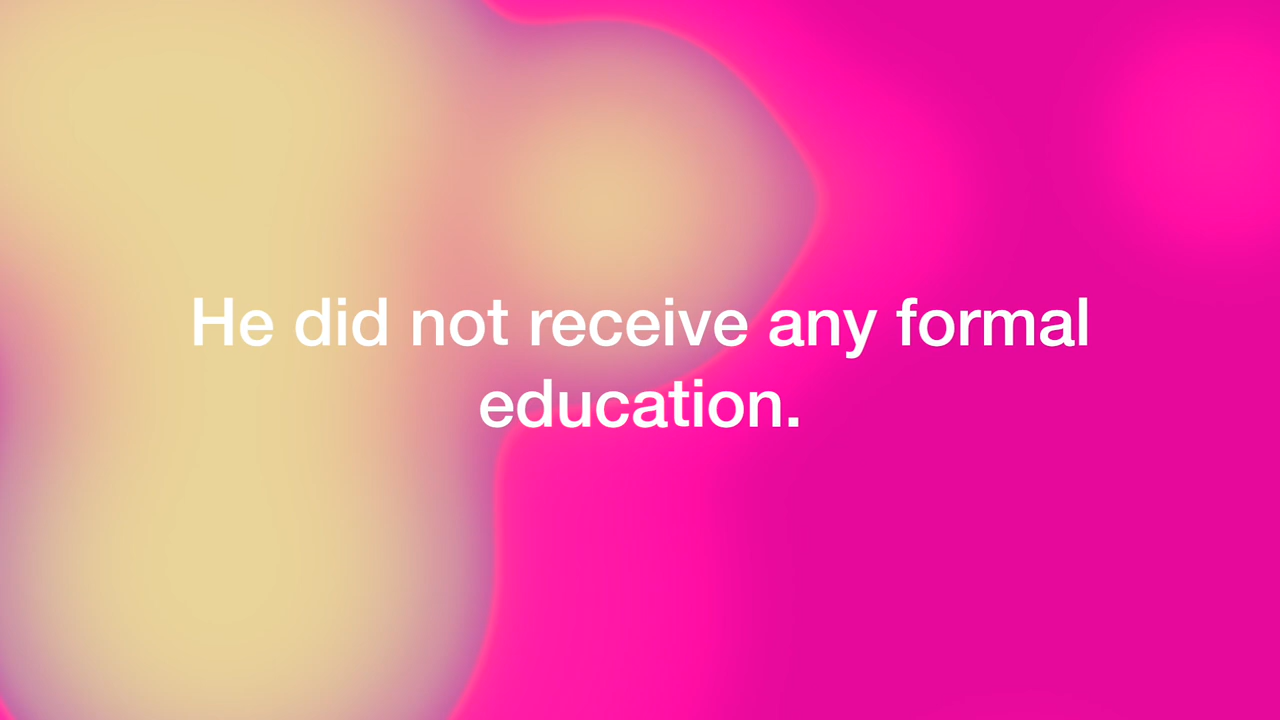 He did not receive any formal
education.